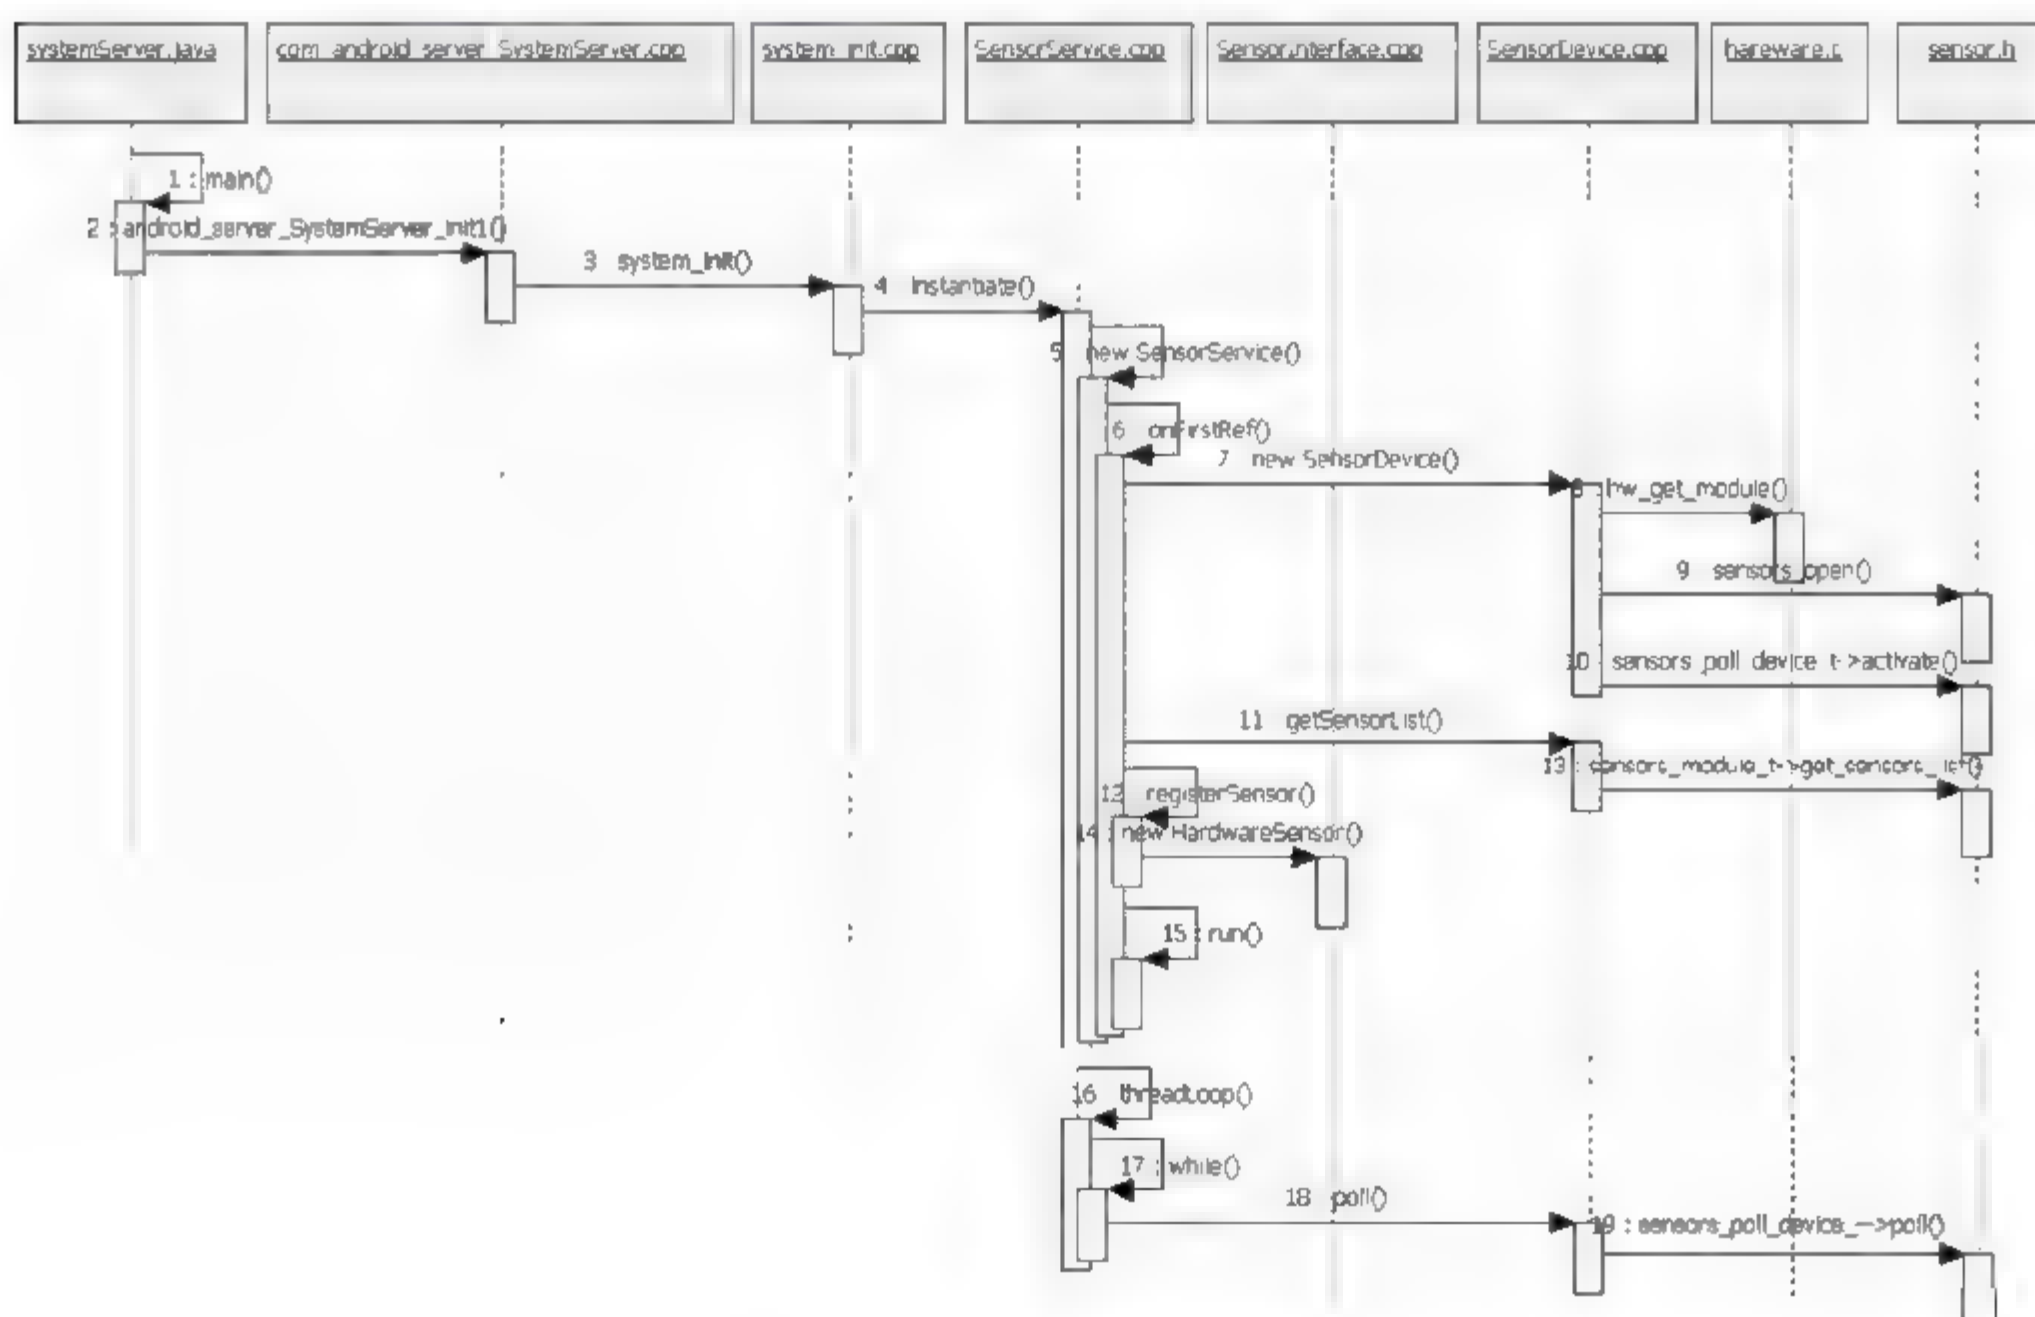 systemServer.java
com_android_server_SystemServer.cpp
system_init.cpp
SensorService.cpp
SensorInterface.cpp
SensorDevice.cpp
hareware.c
sensor.h
1 : main()
2 : android_server_SystemServer_init1()
3 system_init()
4 instantiate()
5 new SensorService()
6 onFirstRef()
7 new SensorDevice()
8 hw_get_module()
9 sensors_open()
10 : sensors_poll_device_t->activate()
11 getSensorList()
13 : sensors_module_t->get_sensors_list()
12 registerSensor()
14 : new HardwareSensor()
15 : run()
16 threadLoop()
17 : while()
18 poll()
19 : sensors_poll_device_-->poll()